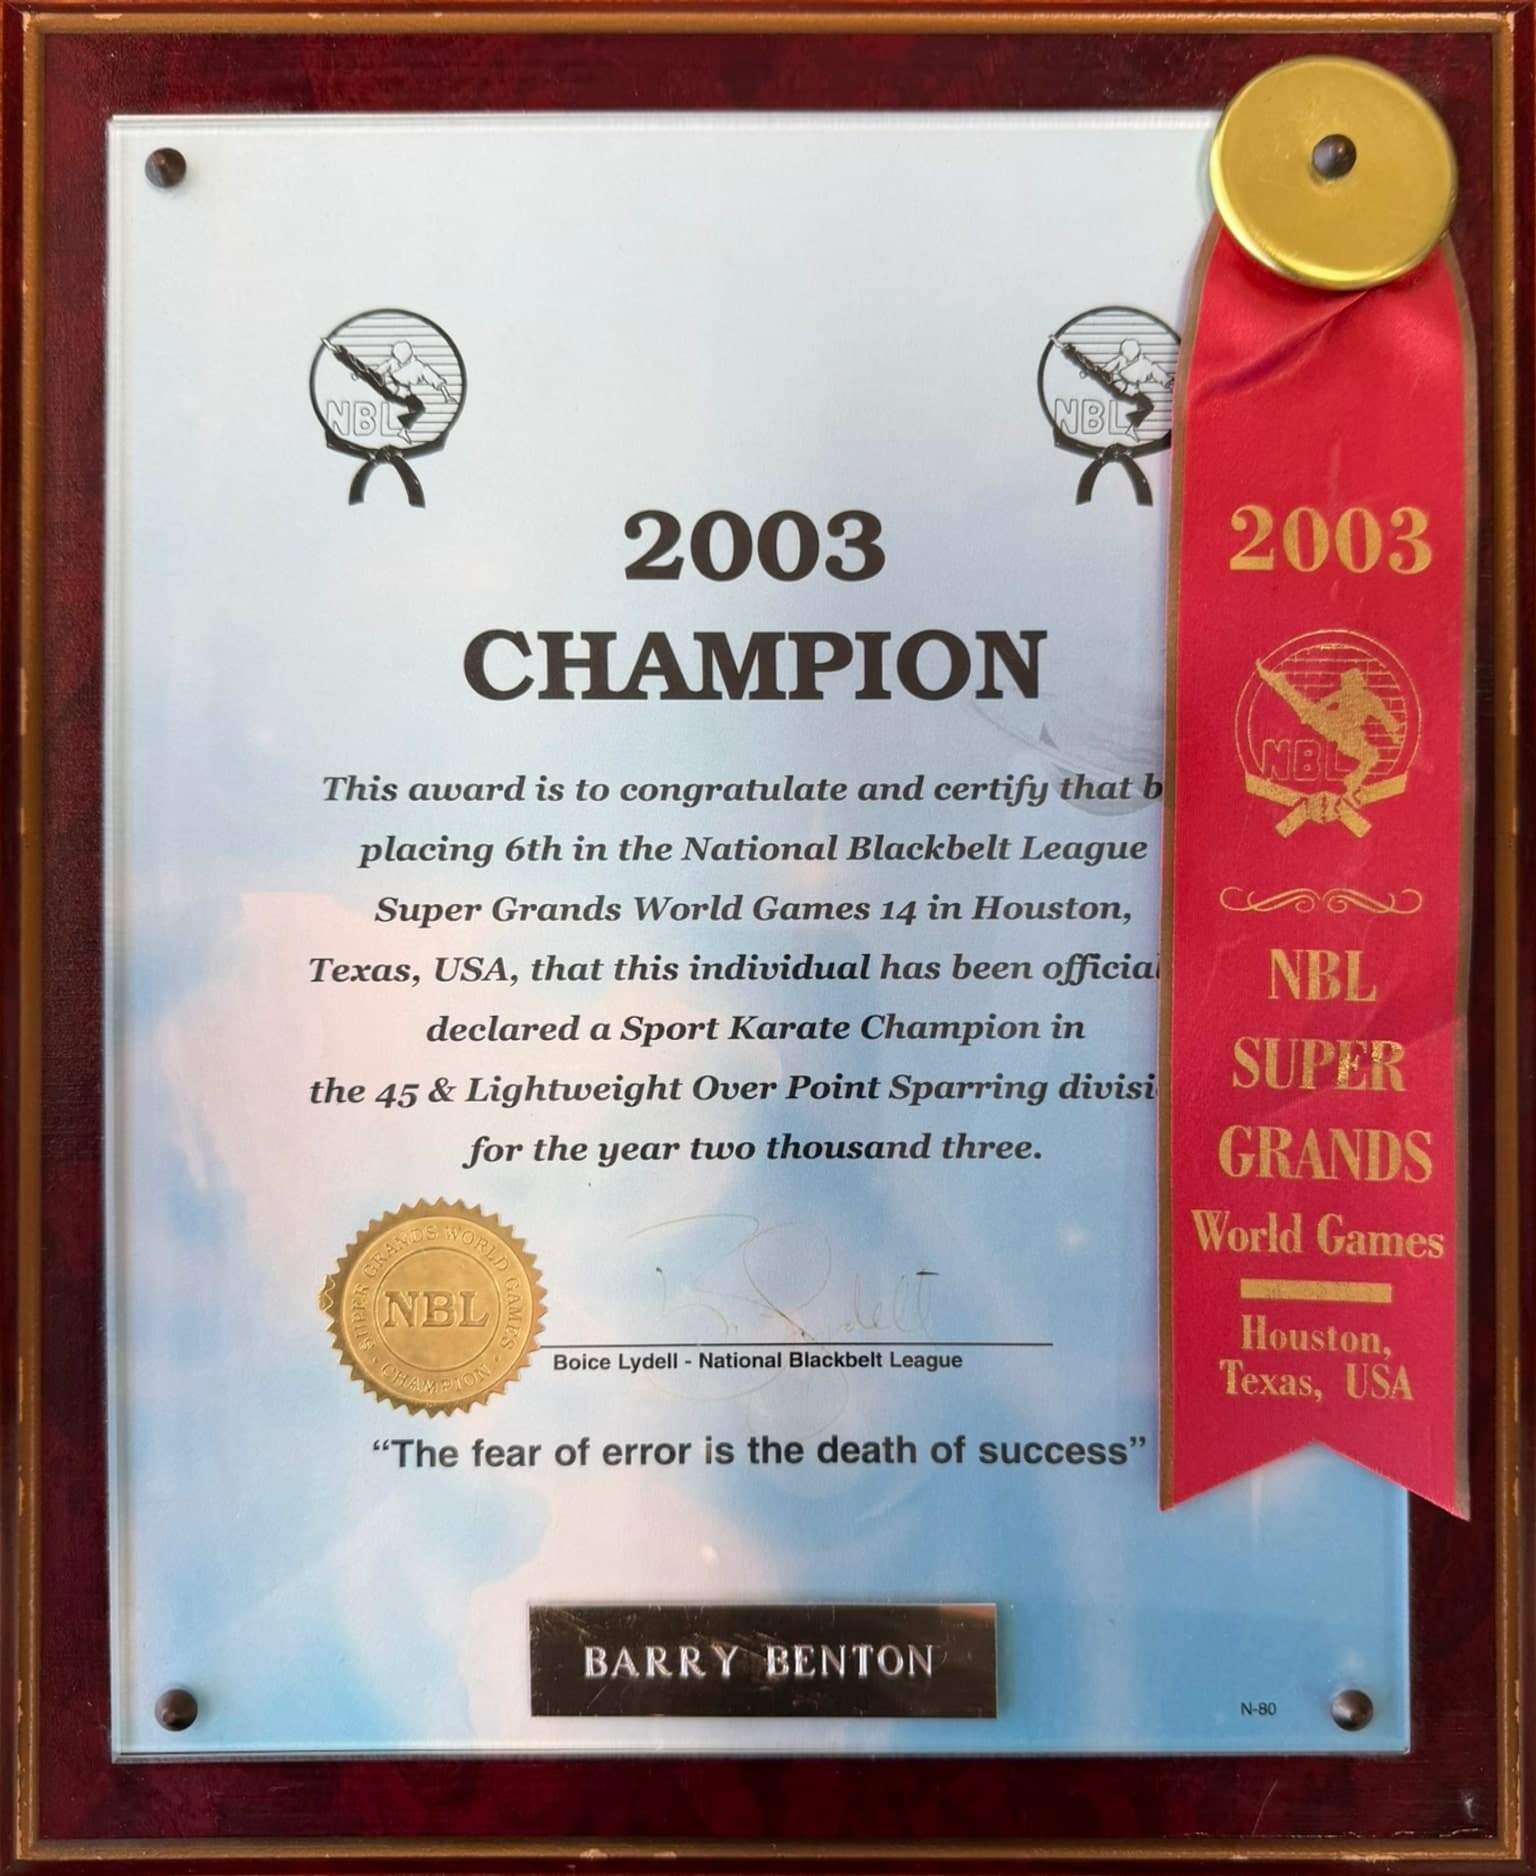 NBL
NBL
2003
CHAMPION
This award is to congratulate and certify that b
placing 6th in the National Blackbelt League
Super Grands World Games 14 in Houston,
Texas, USA, that this individual has been official
declared a Sport Karate Champion in
the 45 & Lightweight Over Point Sparring divisi
for the year two thousand three.
SUPER GRANDS WORLD GAMES
NBL
CHAMPION
Boice Lydell - National Blackbelt League
“The fear of error is the death of success”
BARRY BENTON
N-80
2003
NBL
NBL
SUPER
GRANDS
World Games
Houston,
Texas, USA